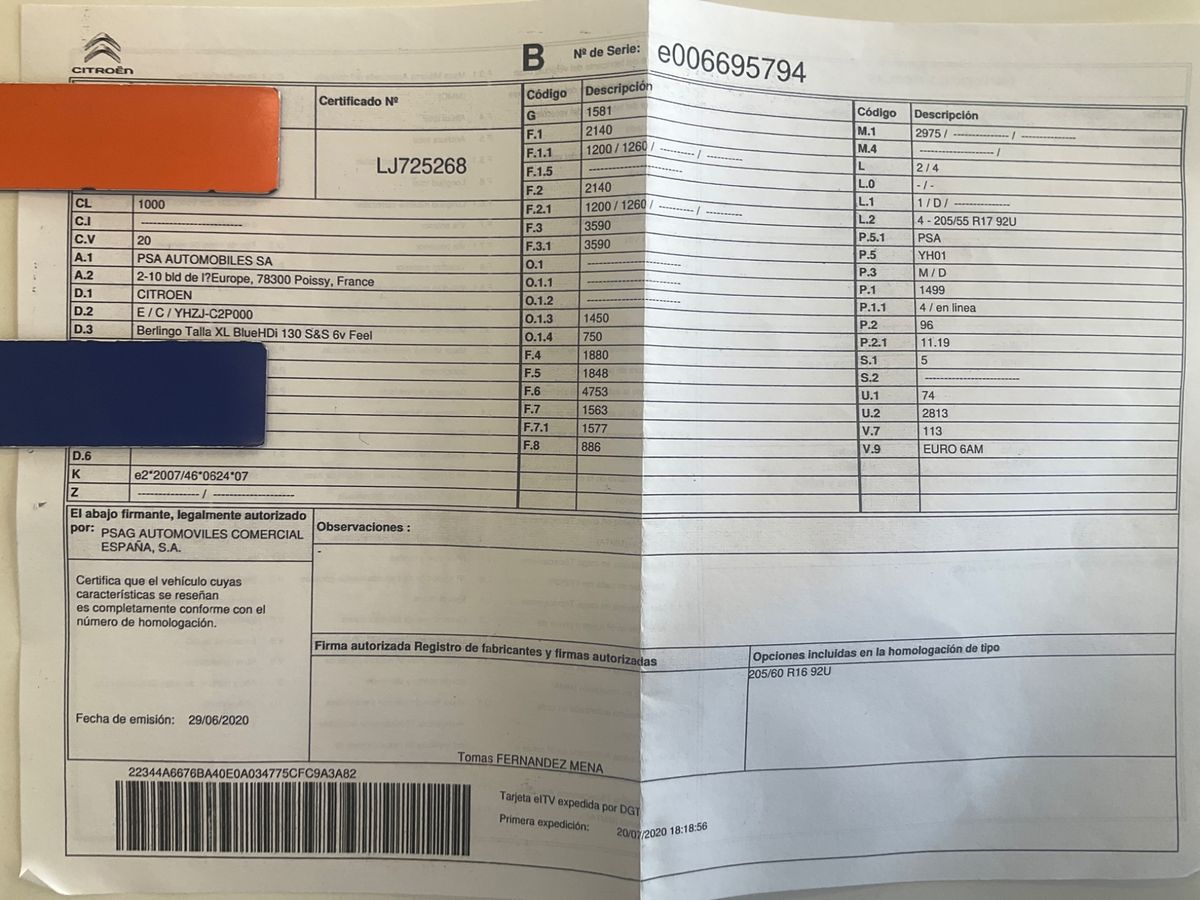 CITROËN
B Nº de Serie: e006695794
Certificado Nº
LJ725268
CL 1000
C.I --------------------
C.V 20
A.1 PSA AUTOMOBILES SA
A.2 2-10 bld de l?Europe, 78300 Poissy, France
D.1 CITROEN
D.2 E / C / YHZJ-C2P000
D.3 Berlingo Talla XL BlueHDi 130 S&S 6v Feel
D.6
K e2*2007/46*0624*07
Z --------------- / --------------------
Código Descripción
G 1581
F.1 2140
F.1.1 1200 / 1260 / --------- / ---------
F.1.5 --------------------
F.2 2140
F.2.1 1200 / 1260 / --------- / ---------
F.3 3590
F.3.1 3590
O.1 --------------------
O.1.1 --------------------
O.1.2 --------------------
O.1.3 1450
O.1.4 750
F.4 1880
F.5 1848
F.6 4753
F.7 1563
F.7.1 1577
F.8 886
Código Descripción
M.1 2975 / --------------- / ---------------
M.4 -------------------- /
L 2 / 4
L.0 - / -
L.1 1 / D / ---------------
L.2 4 - 205/55 R17 92U
P.5.1 PSA
P.5 YH01
P.3 M / D
P.1 1499
P.1.1 4 / en linea
P.2 96
P.2.1 11.19
S.1 5
S.2 -------------------------
U.1 74
U.2 2813
V.7 113
V.9 EURO 6AM
El abajo firmante, legalmente autorizado
por: PSAG AUTOMOVILES COMERCIAL
ESPAÑA, S.A.
Certifica que el vehículo cuyas
características se reseñan
es completamente conforme con el
número de homologación.
Fecha de emisión: 29/06/2020
Observaciones :
-
Firma autorizada Registro de fabricantes y firmas autorizadas
Tomas FERNANDEZ MENA
Opciones incluidas en la homologación de tipo
205/60 R16 92U
22344A6676BA40E0A034775CFC9A3A82
Tarjeta eITV expedida por DGT
Primera expedición: 20/07/2020 18:18:56